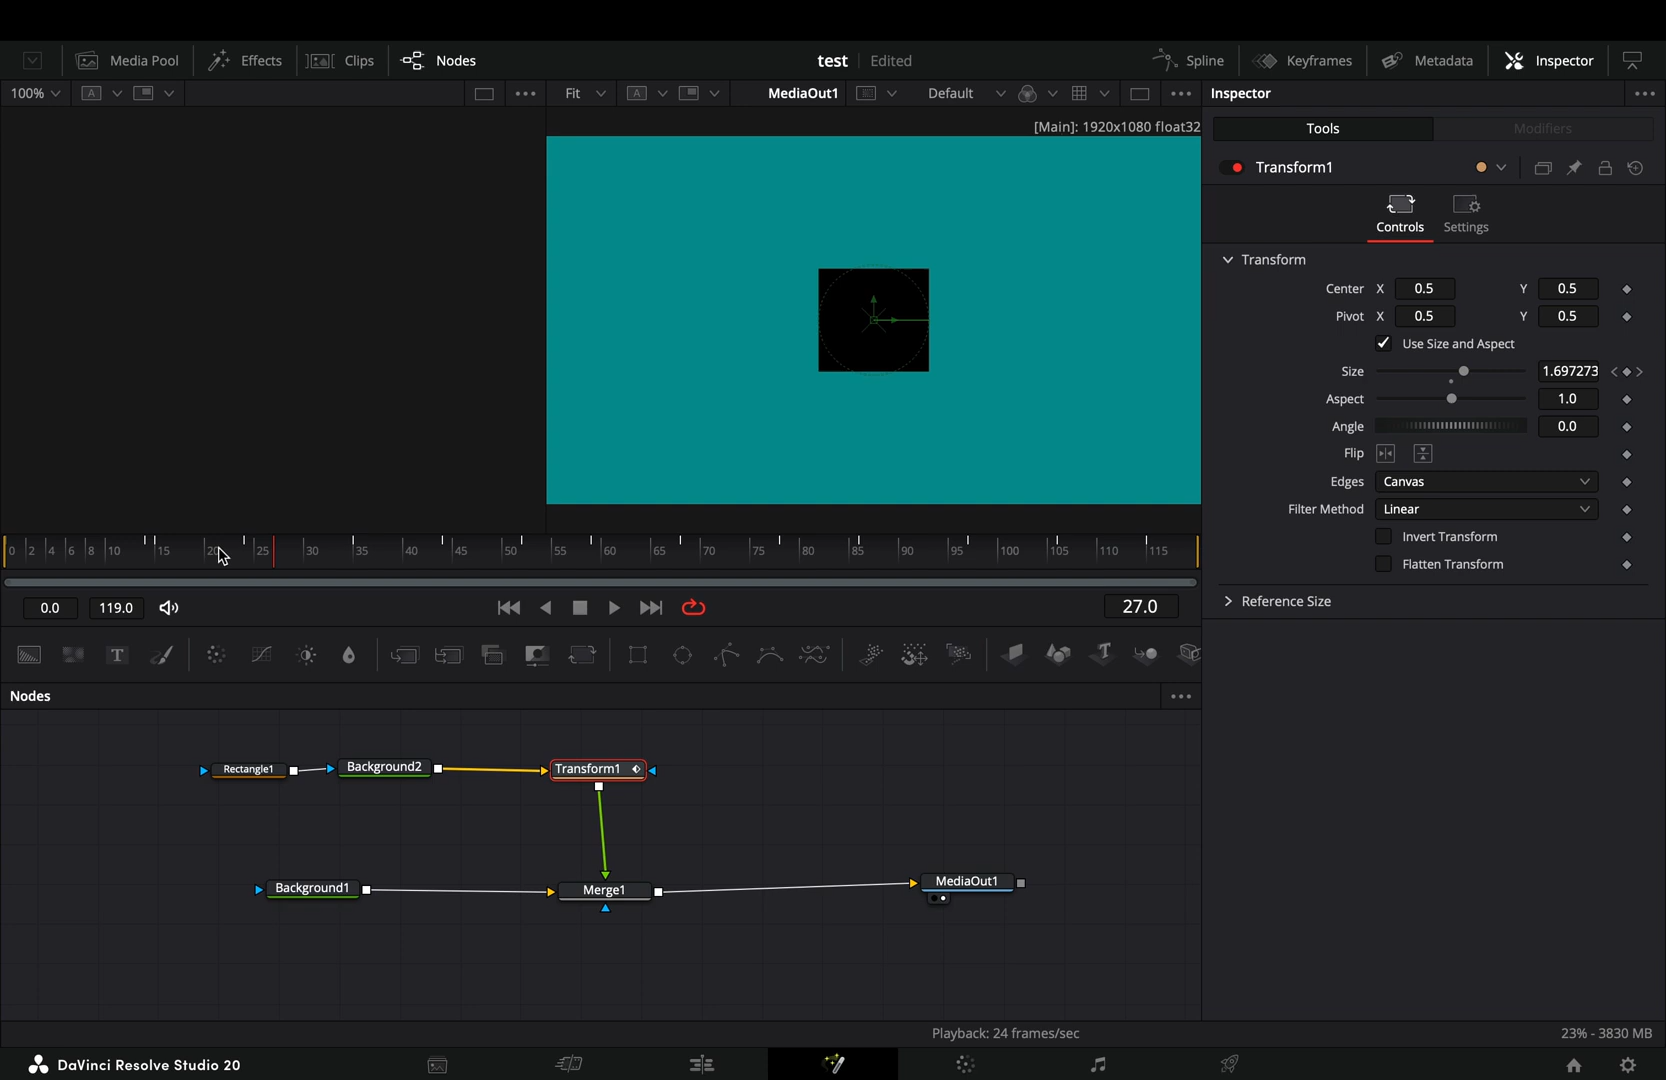 Media Pool Effects Clips Nodes test Edited Spline Keyframes Metadata Inspector
100% A Fit A MediaOut1 Default Inspector
[Main]: 1920x1080 float32
Tools Modifiers
Transform1
Controls Settings
Transform
Center X 0.5 Y 0.5
Pivot X 0.5 Y 0.5
Use Size and Aspect
Size 1.697273
Aspect 1.0
Angle 0.0
Flip
Edges Canvas
Filter Method Linear
Invert Transform
Flatten Transform
Reference Size
0 2 4 6 8 10 15 20 25 30 35 40 45 50 55 60 65 70 75 80 85 90 95 100 105 110 115
0.0 119.0 27.0
T T
Nodes
Rectangle1 Background2 Transform1
Background1 Merge1 MediaOut1
Playback: 24 frames/sec 23% - 3830 MB
DaVinci Resolve Studio 20